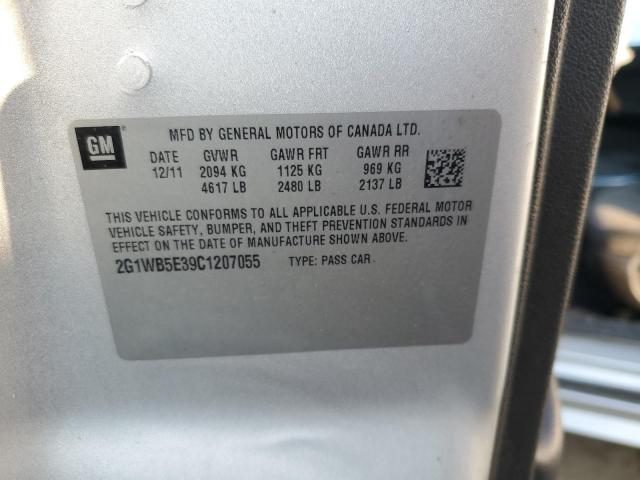 GM
MFD BY GENERAL MOTORS OF CANADA LTD.
DATE GVWR GAWR FRT GAWR RR
12/11 2094 KG 1125 KG 969 KG
4617 LB 2480 LB 2137 LB
THIS VEHICLE CONFORMS TO ALL APPLICABLE U.S. FEDERAL MOTOR
VEHICLE SAFETY, BUMPER, AND THEFT PREVENTION STANDARDS IN
EFFECT ON THE DATE OF MANUFACTURE SHOWN ABOVE.
2G1WB5E39C1207055 TYPE: PASS CAR